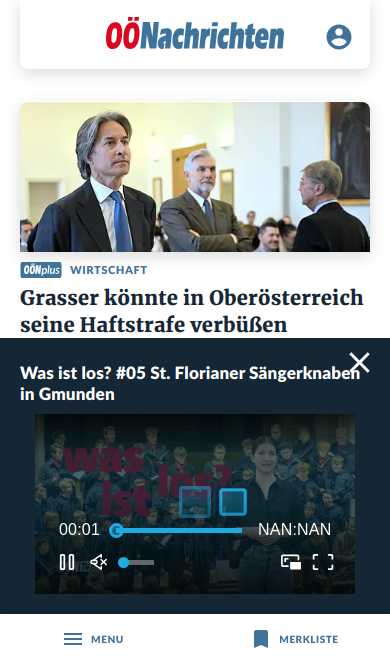 OÖNachrichten
OÖNplus WIRTSCHAFT
Grasser könnte in Oberösterreich
seine Haftstrafe verbüßen
Was ist los? #05 St. Florianer Sängerknaben
in Gmunden
was
ist los?
00:01 NAN:NAN
MENU MERKLISTE